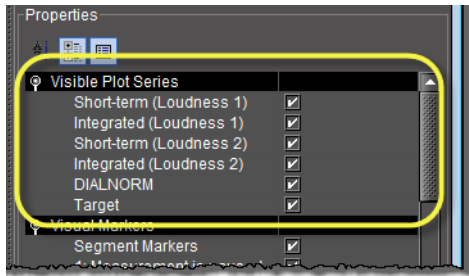 Properties
Visible Plot Series
Short-term (Loudness 1)
Integrated (Loudness 1)
Short-term (Loudness 2)
Integrated (Loudness 2)
DIALNORM
Target
Visual Markers
Segment Markers